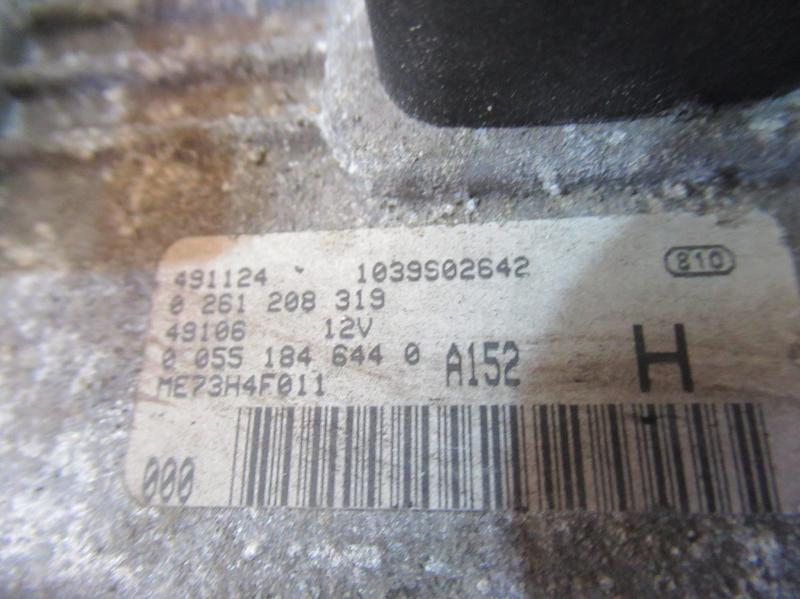 491124 1039S02642 810
0 261 208 319
49106 12V
0 055 184 644 0 A152 H
ME73H4F011
000